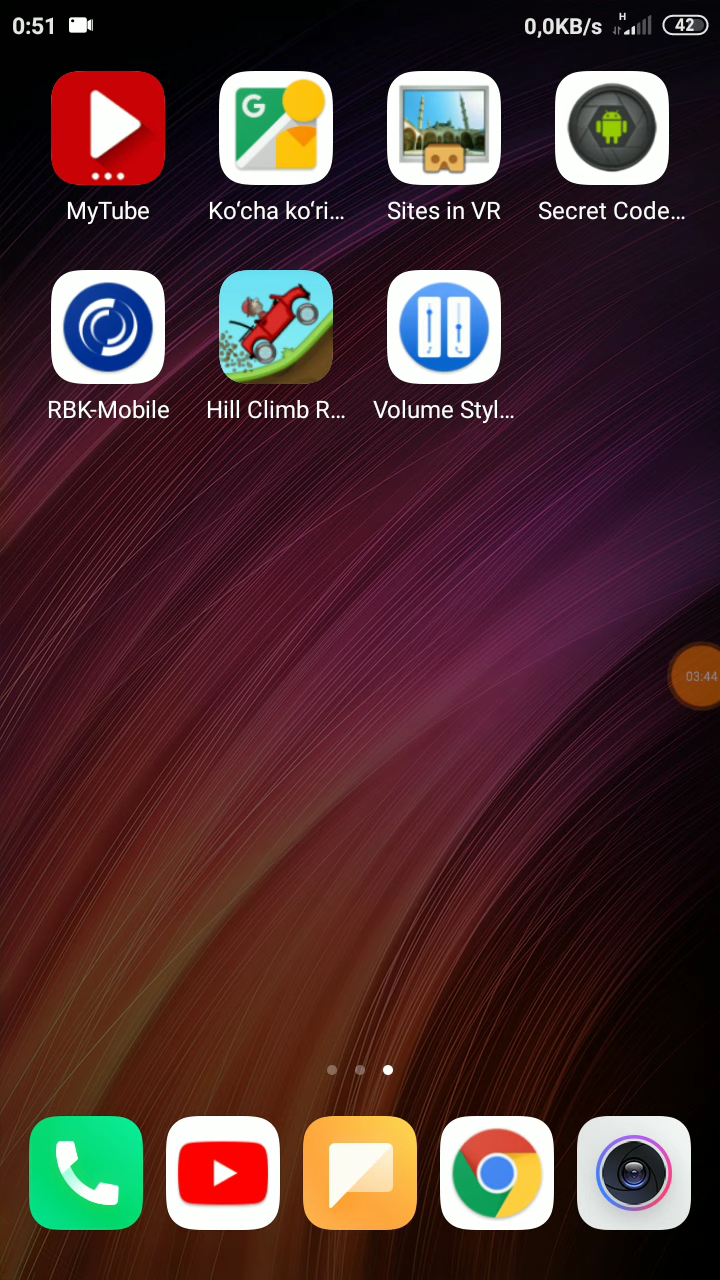 0:51 0,0KB/s H 42
MyTube Ko‘cha ko‘ri... Sites in VR Secret Code...
RBK-Mobile Hill Climb R... Volume Styl...
03:44